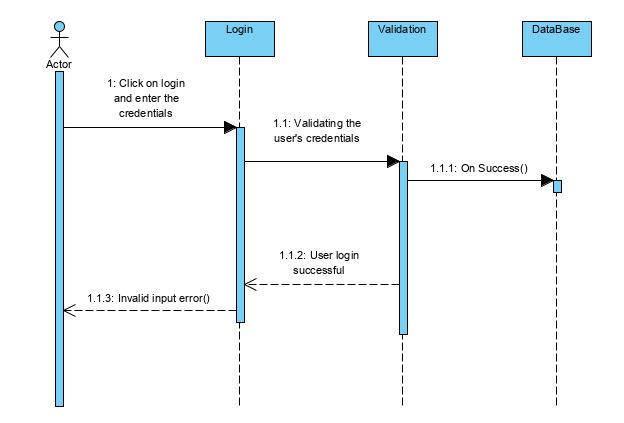 Login
Validation
DataBase
Actor
1: Click on login
and enter the
credentials
1.1: Validating the
user's credentials
1.1.1: On Success()
1.1.2: User login
successful
1.1.3: Invalid input error()